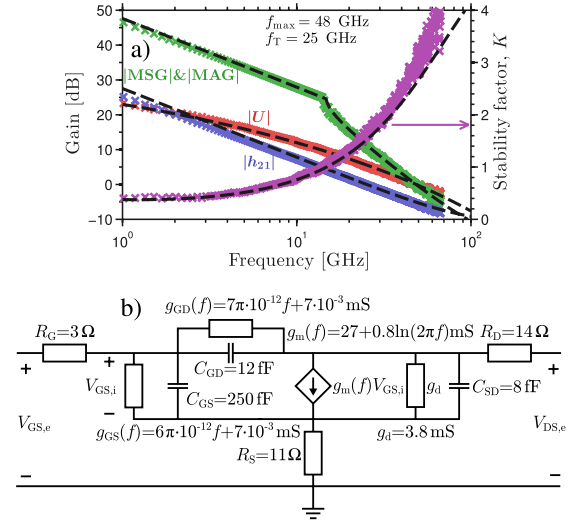 50
40
30
20
10
0
−10
Gain [dB]
a)
f_max = 48 GHz
f_T = 25 GHz
|MSG|&|MAG|
|U|
|h_21|
4
3
2
1
0
Stability factor, K
10^0
10^1
10^2
Frequency [GHz]
b)
g_GD(f)=7π·10^-12 f+7·10^-3 mS
R_G=3 Ω
g_m(f)=27+0.8ln(2πf)mS
R_D=14Ω
+
+
+
C_GD=12 fF
V_GS,i
C_GS=250 fF
g_m(f)V_GS,i
g_d
C_SD=8 fF
−
V_GS,e
V_DS,e
g_GS(f)=6π·10^-12 f+7·10^-3 mS
g_d=3.8 mS
R_S=11Ω
−
−